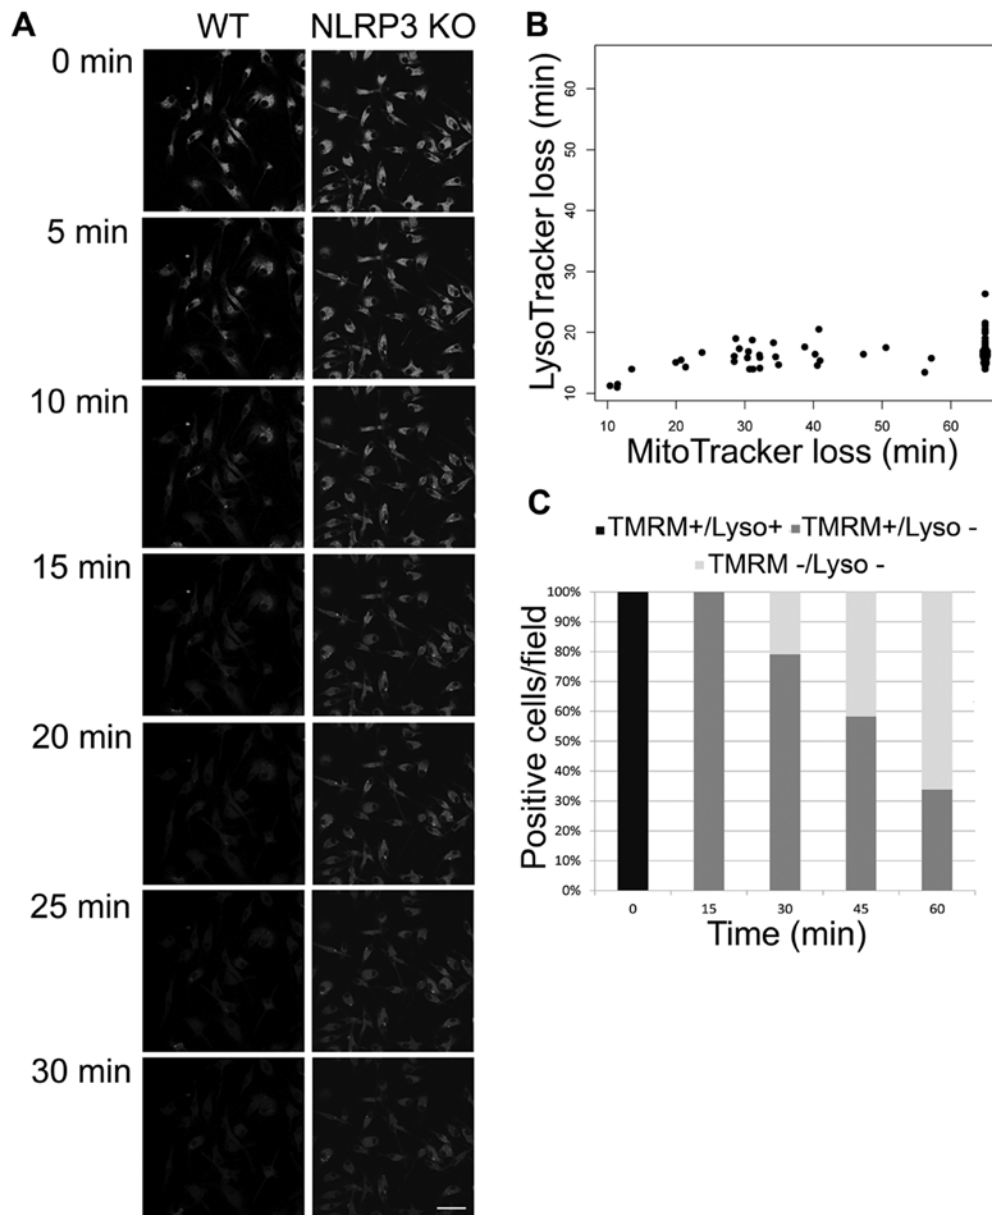 A
WT
NLRP3 KO
0 min
5 min
10 min
15 min
20 min
25 min
30 min
B
LysoTracker loss (min)
60
50
40
30
20
10
10 20 30 40 50 60
MitoTracker loss (min)
C
TMRM+/Lyso+ TMRM+/Lyso -
TMRM -/Lyso -
Positive cells/field
100%
90%
80%
70%
60%
50%
40%
30%
20%
10%
0%
0 15 30 45 60
Time (min)